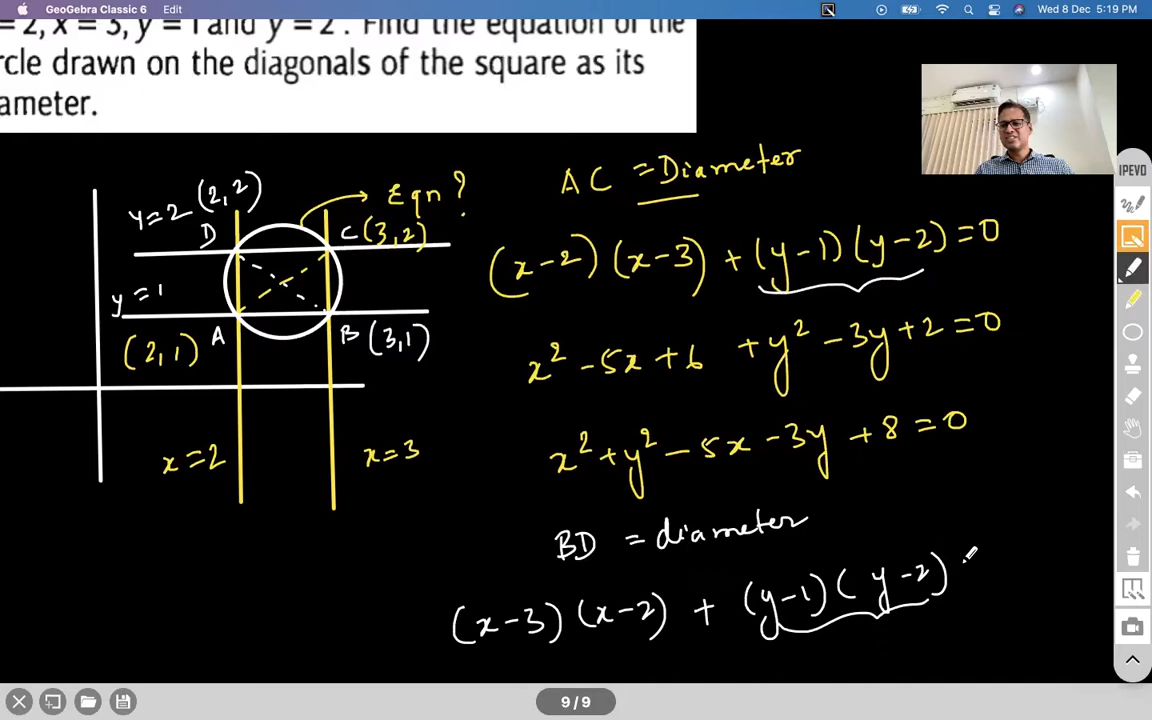 GeoGebra Classic 6 Edit
Wed 8 Dec 5:19 PM
= 2, x = 3, y = 1 and y = 2 . Find the equation of the
rcle drawn on the diagonals of the square as its
ameter.
IPEVO
y=2 (2,2)
Eqn ?
D
C (3,2)
y=1
A
B (3,1)
(2,1)
x=2
x=3
AC = Diameter
(x-2)(x-3) + (y-1)(y-2) = 0
x² - 5x + 6 + y² - 3y + 2 = 0
x² + y² - 5x - 3y + 8 = 0
BD = diameter
(x-3)(x-2) + (y-1)(y-2)
9 / 9